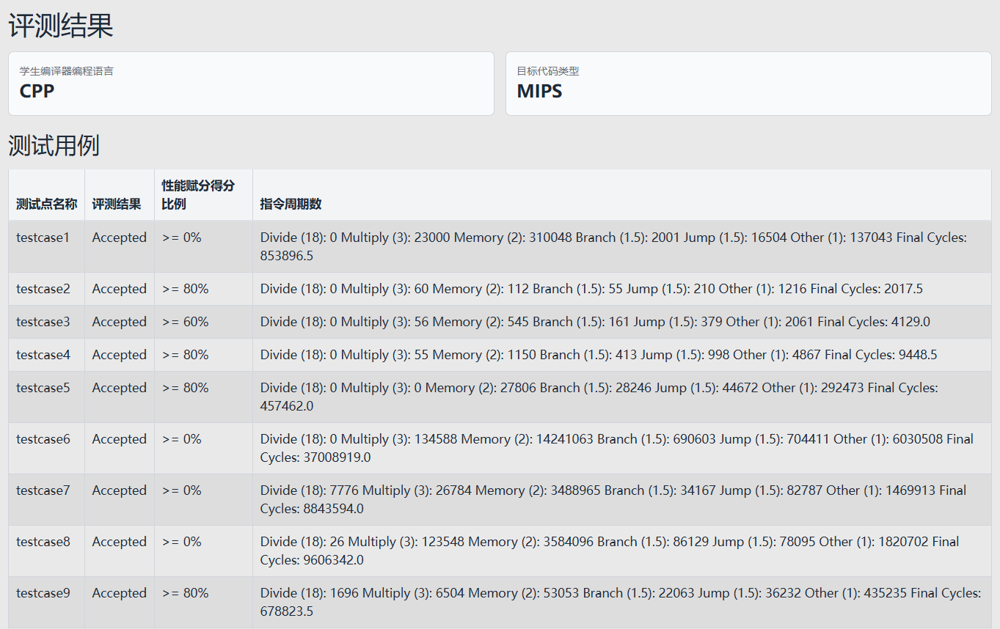 评测结果
学生编译器编程语言
CPP
目标代码类型
MIPS
测试用例
测试点名称 评测结果 性能赋分得分比例 指令周期数
testcase1 Accepted >= 0% Divide (18): 0 Multiply (3): 23000 Memory (2): 310048 Branch (1.5): 2001 Jump (1.5): 16504 Other (1): 137043 Final Cycles:
853896.5
testcase2 Accepted >= 80% Divide (18): 0 Multiply (3): 60 Memory (2): 112 Branch (1.5): 55 Jump (1.5): 210 Other (1): 1216 Final Cycles: 2017.5
testcase3 Accepted >= 60% Divide (18): 0 Multiply (3): 56 Memory (2): 545 Branch (1.5): 161 Jump (1.5): 379 Other (1): 2061 Final Cycles: 4129.0
testcase4 Accepted >= 80% Divide (18): 0 Multiply (3): 55 Memory (2): 1150 Branch (1.5): 413 Jump (1.5): 998 Other (1): 4867 Final Cycles: 9448.5
testcase5 Accepted >= 80% Divide (18): 0 Multiply (3): 0 Memory (2): 27806 Branch (1.5): 28246 Jump (1.5): 44672 Other (1): 292473 Final Cycles:
457462.0
testcase6 Accepted >= 0% Divide (18): 0 Multiply (3): 134588 Memory (2): 14241063 Branch (1.5): 690603 Jump (1.5): 704411 Other (1): 6030508 Final
Cycles: 37008919.0
testcase7 Accepted >= 0% Divide (18): 7776 Multiply (3): 26784 Memory (2): 3488965 Branch (1.5): 34167 Jump (1.5): 82787 Other (1): 1469913 Final
Cycles: 8843594.0
testcase8 Accepted >= 0% Divide (18): 26 Multiply (3): 123548 Memory (2): 3584096 Branch (1.5): 86129 Jump (1.5): 78095 Other (1): 1820702 Final
Cycles: 9606342.0
testcase9 Accepted >= 80% Divide (18): 1696 Multiply (3): 6504 Memory (2): 53053 Branch (1.5): 22063 Jump (1.5): 36232 Other (1): 435235 Final Cycles:
678823.5